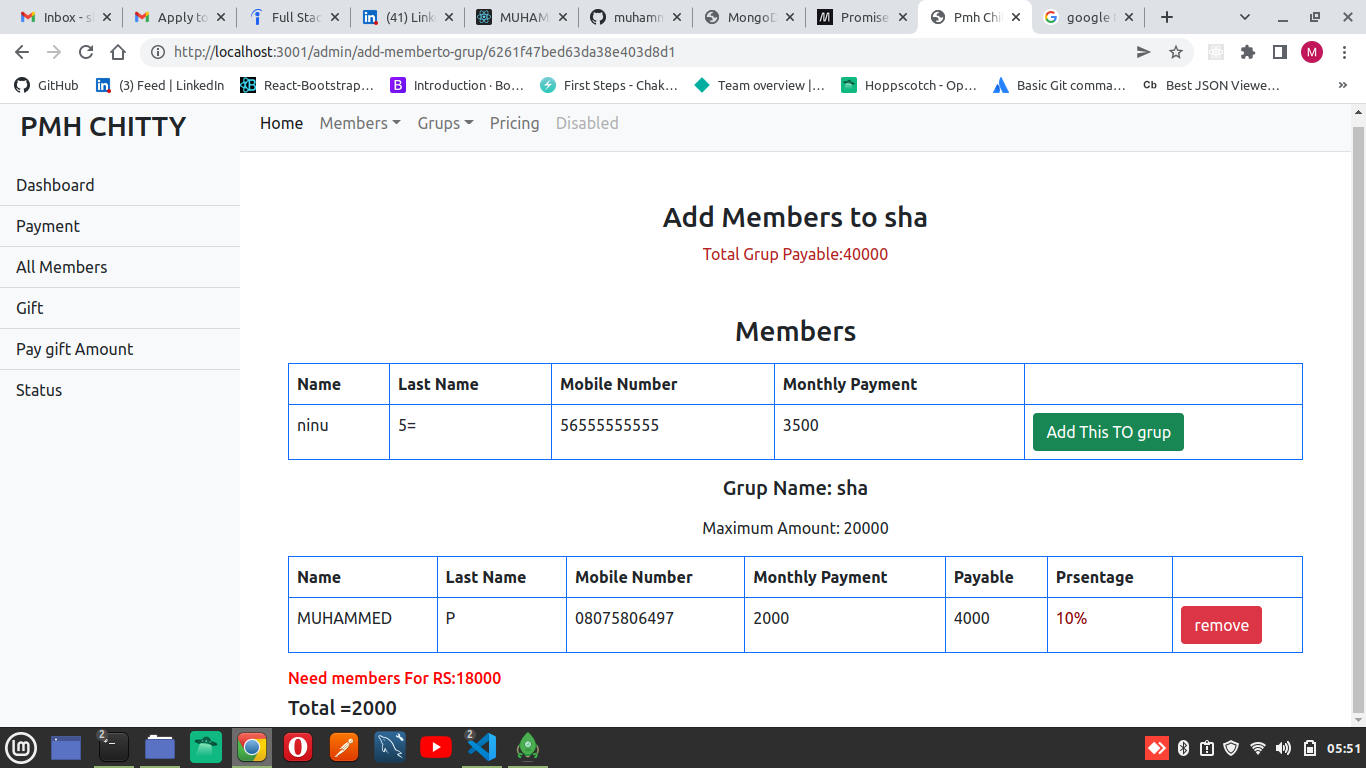 Inbox - s
Apply to
Full Stac
(41) Link
MUHAM
muhamm
MongoD
Promise
Pmh Chi
google
http://localhost:3001/admin/add-memberto-grup/6261f47bed63da38e403d8d1
M
GitHub
(3) Feed | LinkedIn
React-Bootstrap…
Introduction · Bo…
First Steps - Chak…
Team overview |…
Hoppscotch - Op…
Basic Git comma…
Cb Best JSON Viewe…
»
PMH CHITTY
Home Members Grups Pricing Disabled
Dashboard
Payment
All Members
Gift
Pay gift Amount
Status
Add Members to sha
Total Grup Payable:40000
Members
Name Last Name Mobile Number Monthly Payment
ninu 5= 56555555555 3500 Add This TO grup
Grup Name: sha
Maximum Amount: 20000
Name Last Name Mobile Number Monthly Payment Payable Prsentage
MUHAMMED P 08075806497 2000 4000 10% remove
Need members For RS:18000
Total =2000
2
2
2
05:51